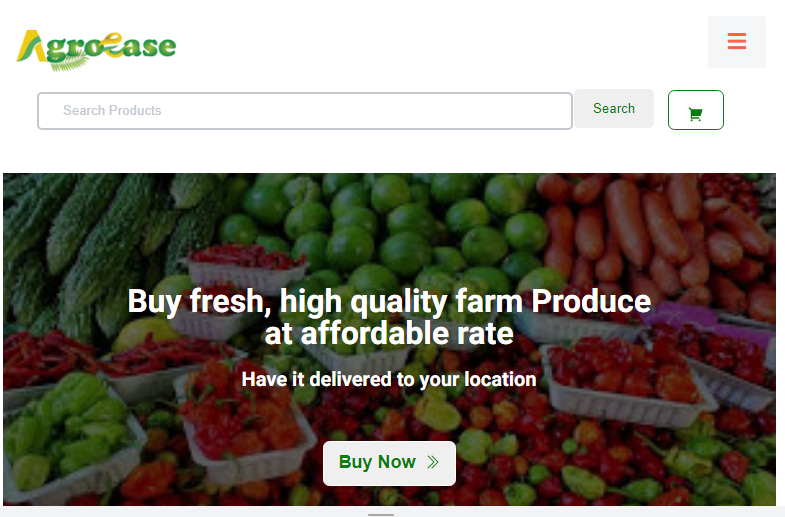 Agroease
Search Products
Search
Buy fresh, high quality farm Produce
at affordable rate
Have it delivered to your location
Buy Now